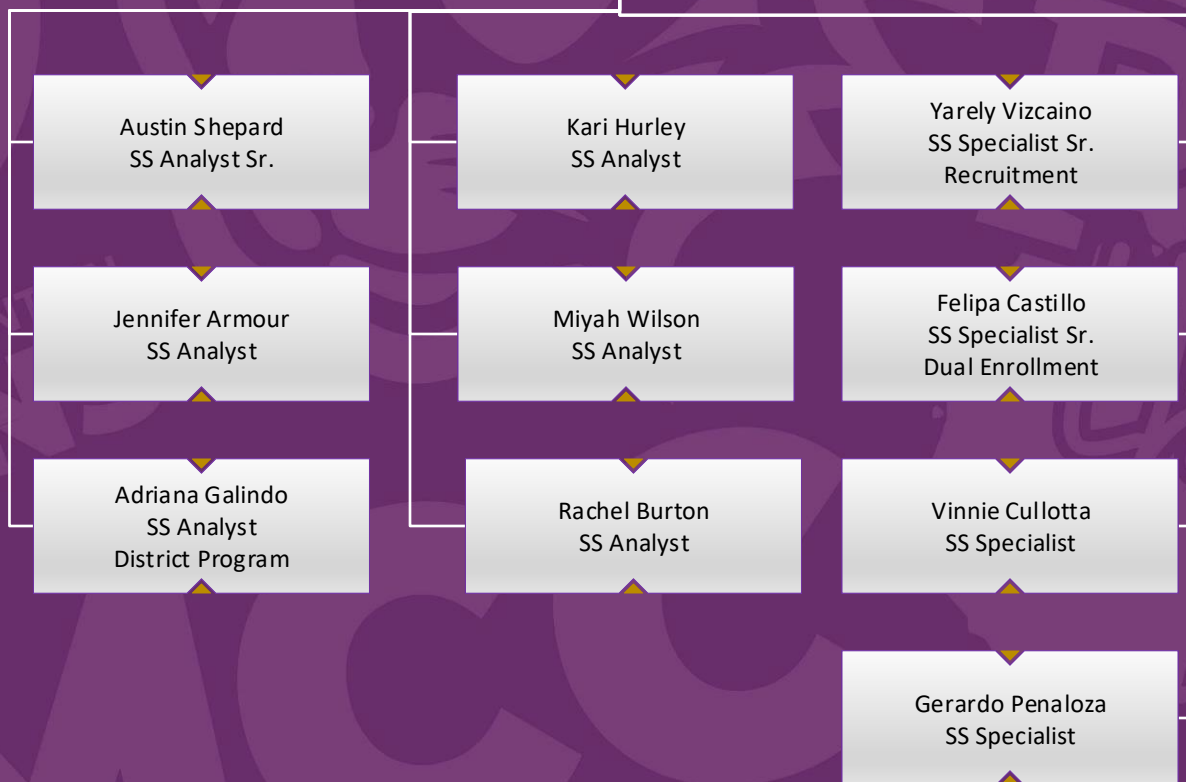 Austin Shepard
SS Analyst Sr.
Kari Hurley
SS Analyst
Yarely Vizcaino
SS Specialist Sr.
Recruitment
Jennifer Armour
SS Analyst
Miyah Wilson
SS Analyst
Felipa Castillo
SS Specialist Sr.
Dual Enrollment
Adriana Galindo
SS Analyst
District Program
Rachel Burton
SS Analyst
Vinnie Cullotta
SS Specialist
Gerardo Penaloza
SS Specialist